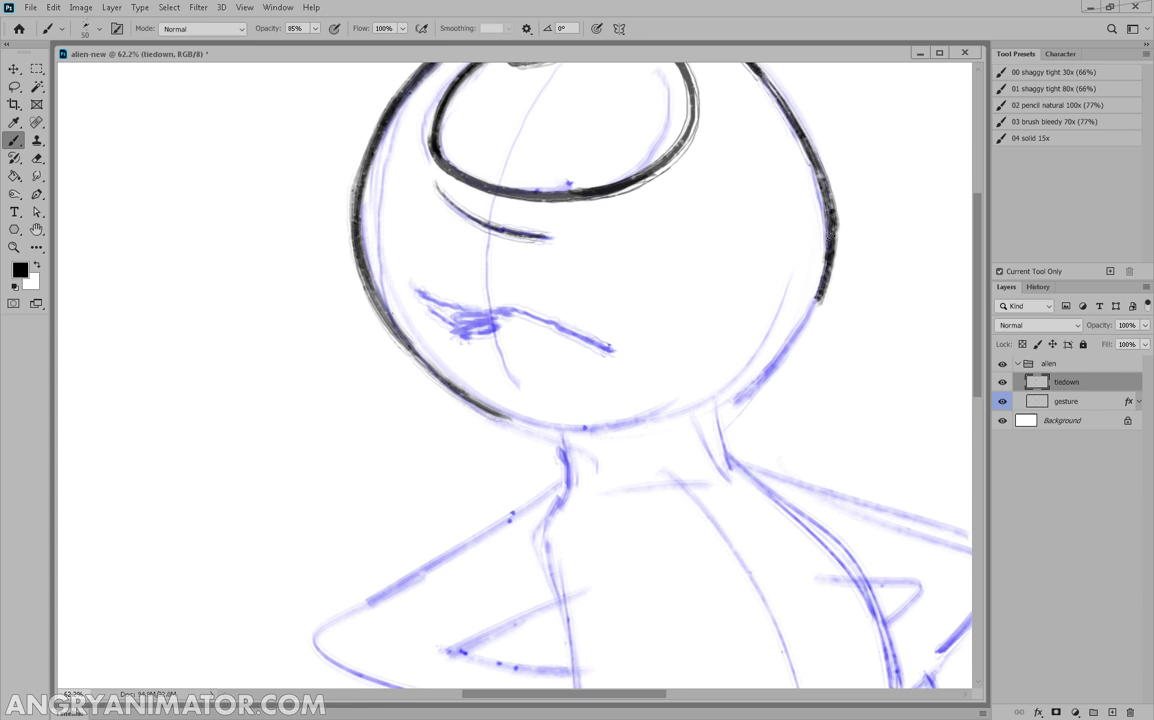 File Edit Image Layer Type Select Filter 3D View Window Help
50 Mode: Normal Opacity: 85% Flow: 100% Smoothing: 0°
alien-new @ 62.2% (tiedown, RGB/8) *
Tool Presets Character
00 shaggy tight 30x (66%)
01 shaggy tight 80x (66%)
02 pencil natural 100x (77%)
03 brush bleedy 70x (77%)
04 solid 15x
Current Tool Only
Layers History
Kind
Normal Opacity: 100%
Lock: Fill: 100%
alien
tiedown
gesture fx
Background
ANGRYANIMATOR.COM